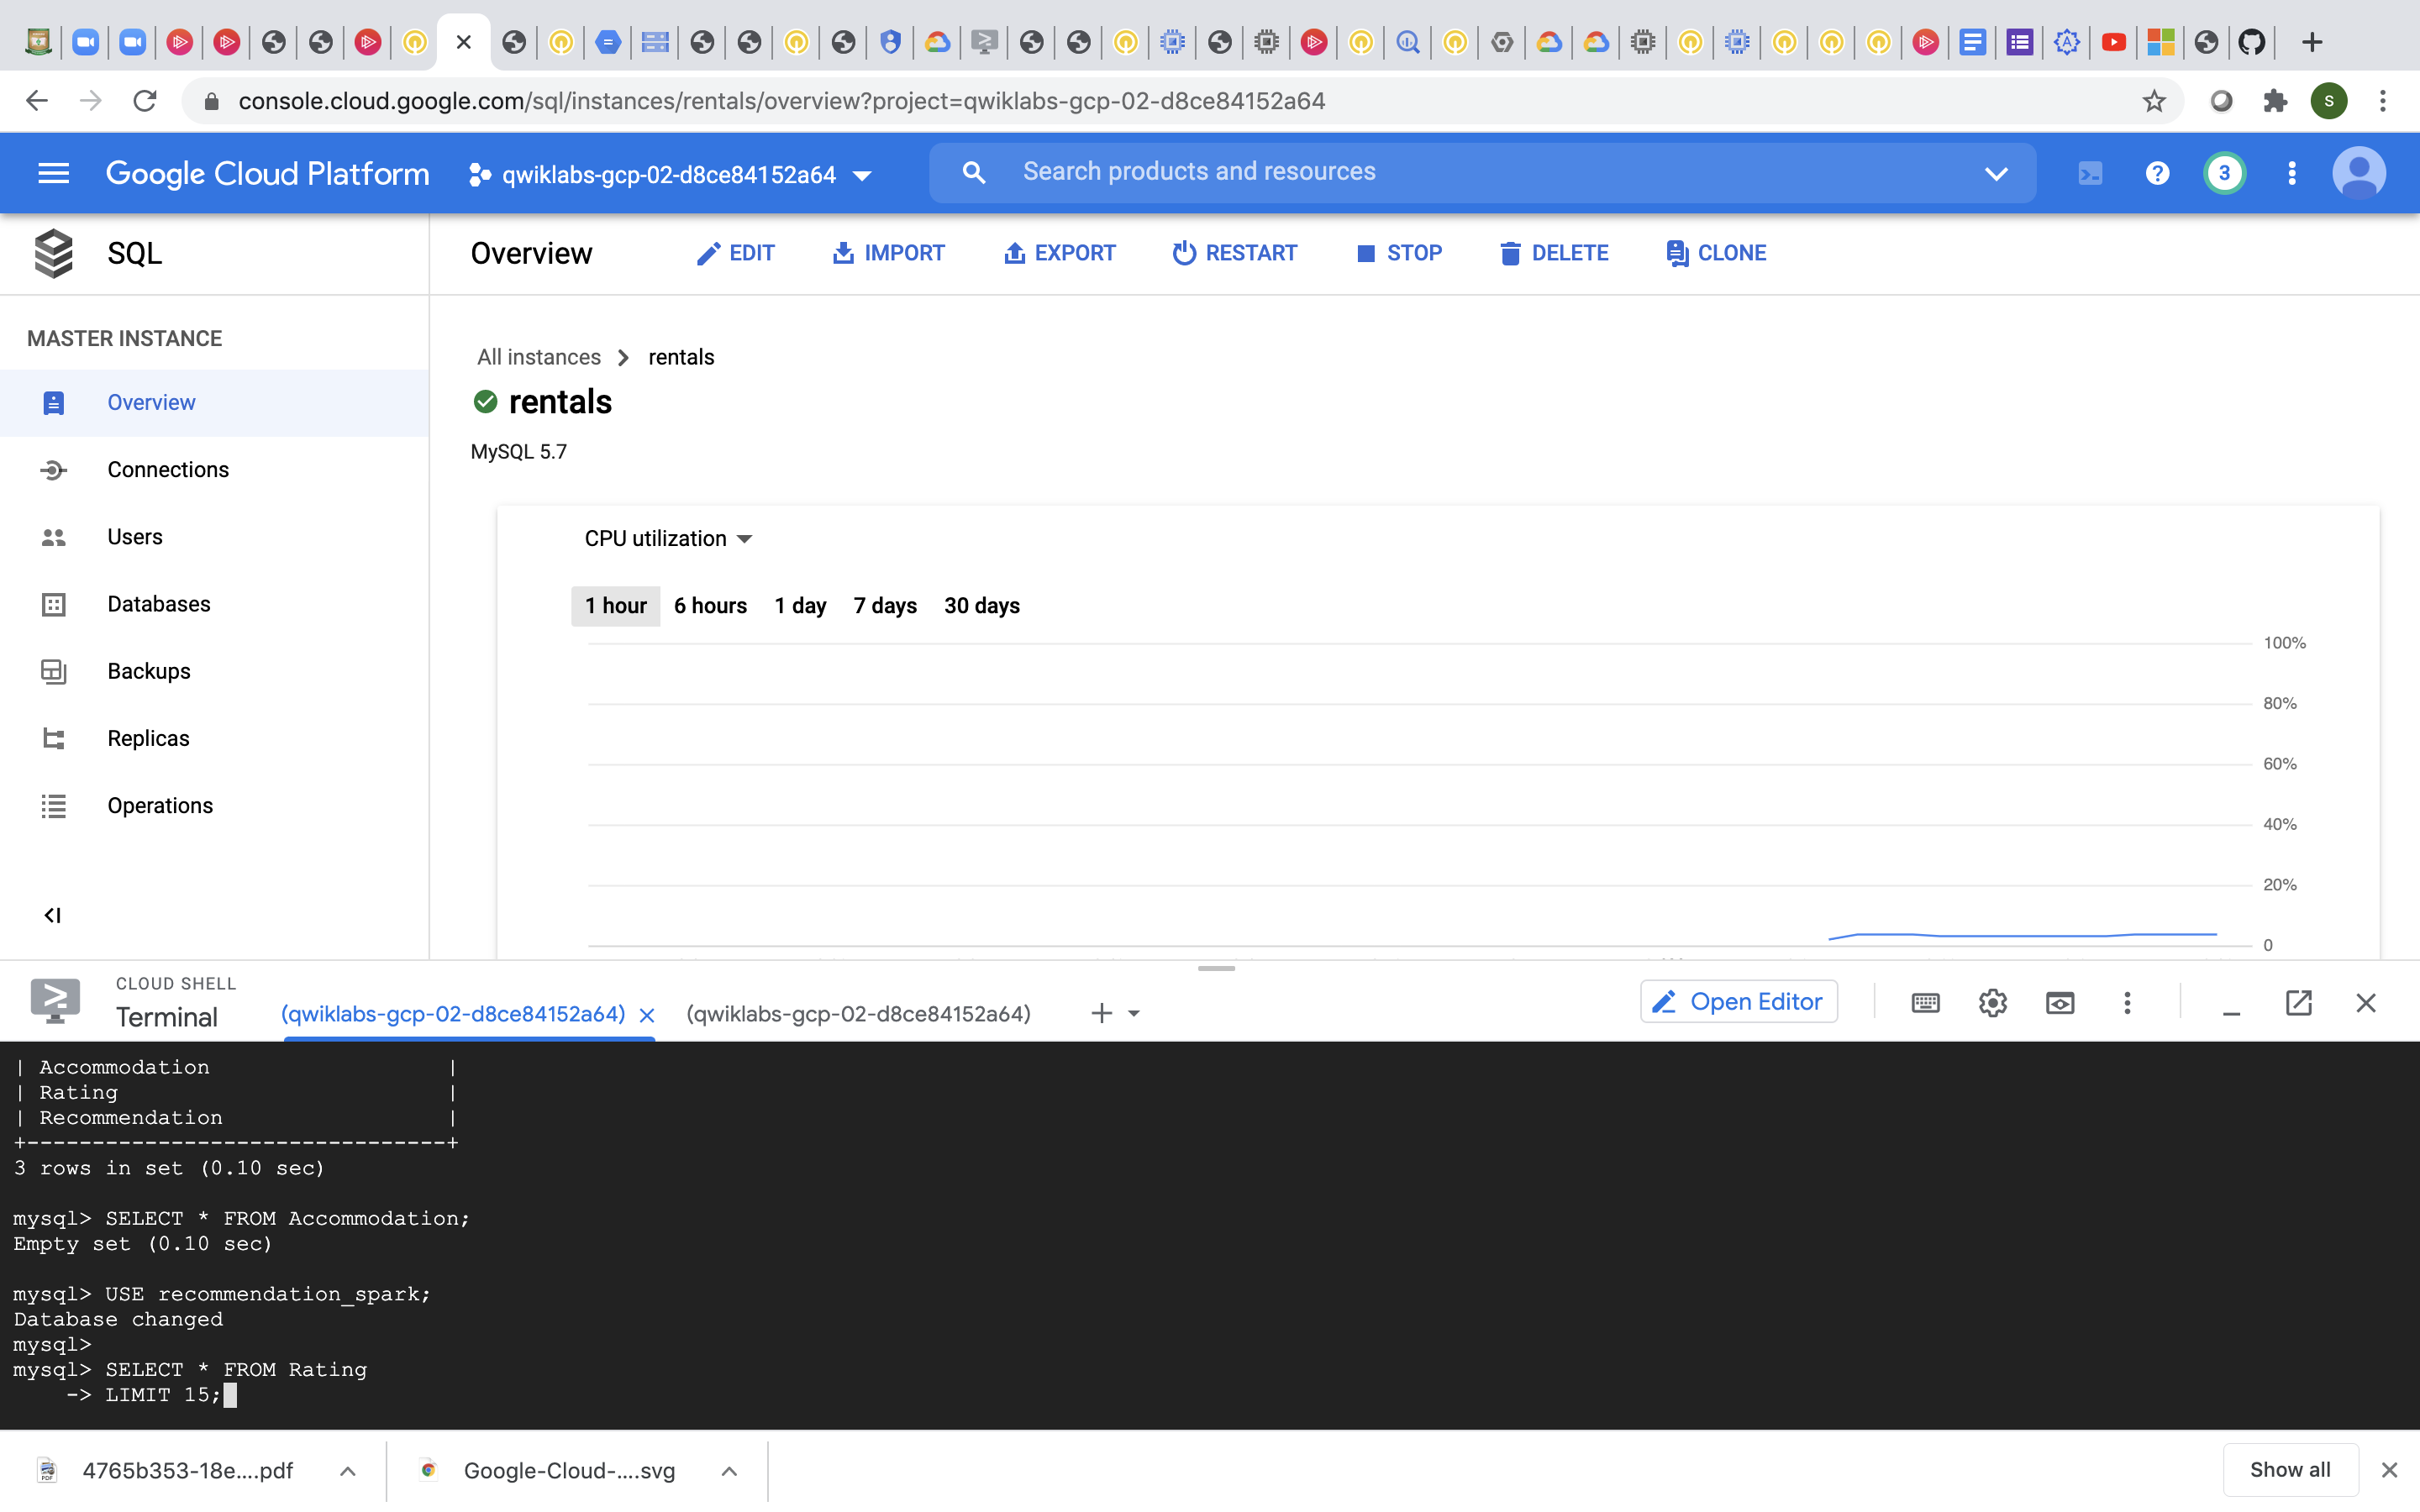 console.cloud.google.com/sql/instances/rentals/overview?project=qwiklabs-gcp-02-d8ce84152a64
S
Google Cloud Platform
qwiklabs-gcp-02-d8ce84152a64
Search products and resources
3
SQL
Overview
EDIT
IMPORT
EXPORT
RESTART
STOP
DELETE
CLONE
MASTER INSTANCE
Overview
Connections
Users
Databases
Backups
Replicas
Operations
All instances
rentals
rentals
MySQL 5.7
CPU utilization
1 hour
6 hours
1 day
7 days
30 days
100%
80%
60%
40%
20%
0
CLOUD SHELL
Terminal
(qwiklabs-gcp-02-d8ce84152a64)
(qwiklabs-gcp-02-d8ce84152a64)
Open Editor
| Accommodation |
| Rating |
| Recommendation |
+--------------------------------+
3 rows in set (0.10 sec)
mysql> SELECT * FROM Accommodation;
Empty set (0.10 sec)
mysql> USE recommendation_spark;
Database changed
mysql>
mysql> SELECT * FROM Rating
-> LIMIT 15;
4765b353-18e....pdf
Google-Cloud-....svg
Show all